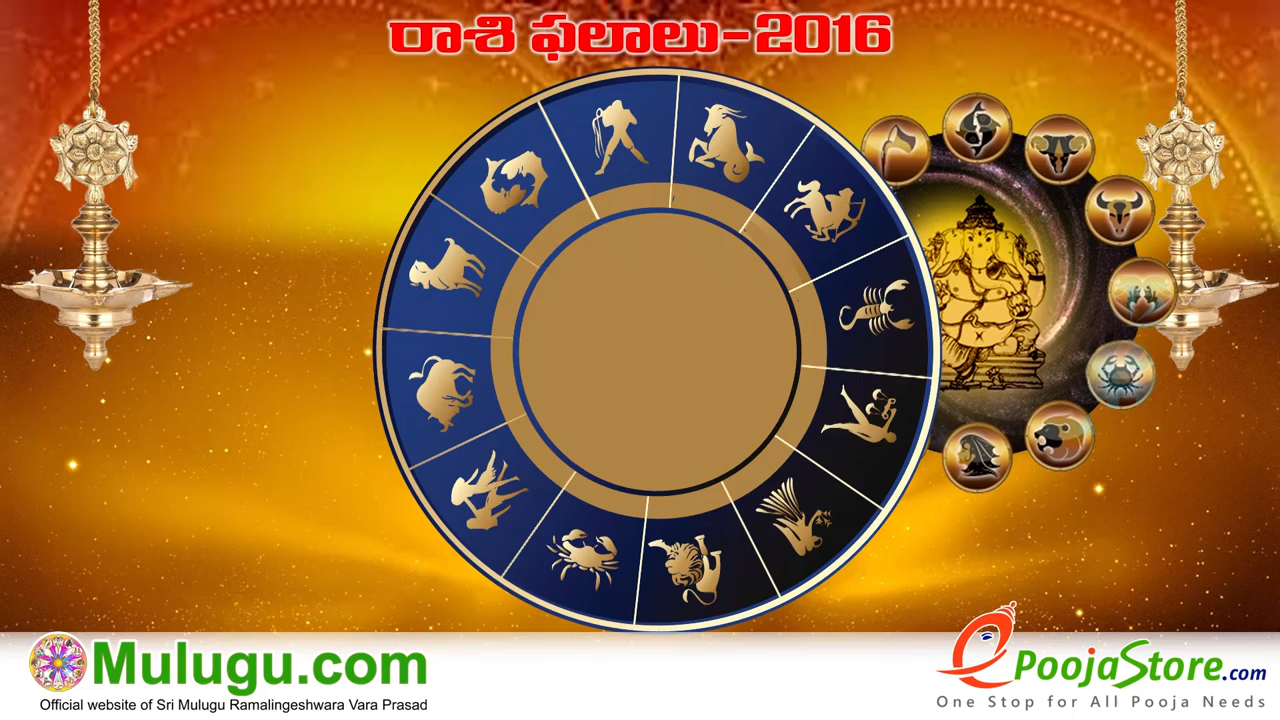 రాశి ఫలాలు-2016
Mulugu.com
Official website of Sri Mulugu Ramalingeshwara Vara Prasad
ePoojaStore.com
One Stop for All Pooja Needs